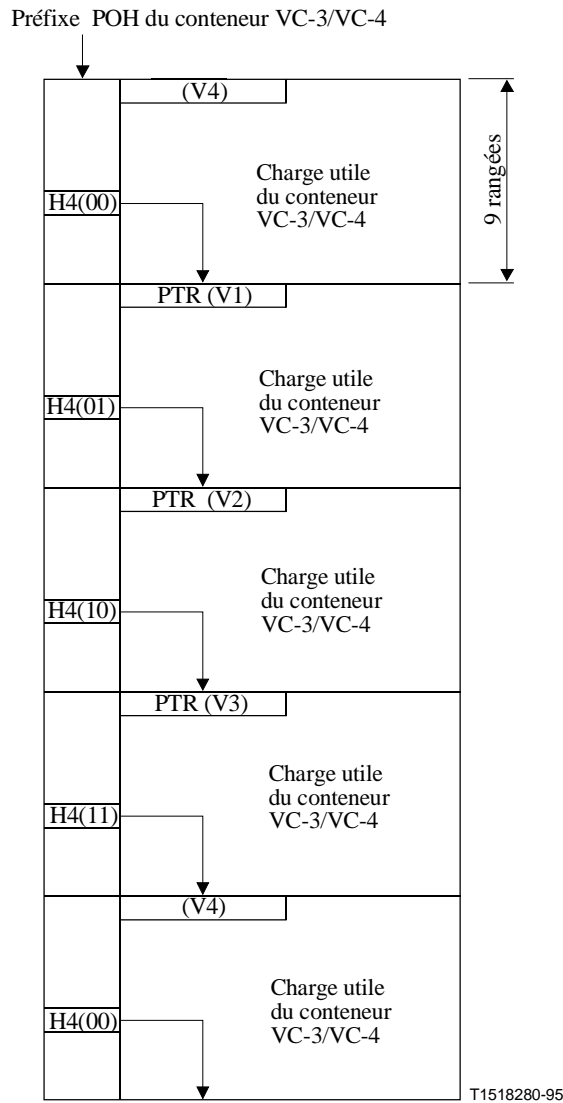 Préfixe POH du conteneur VC-3/VC-4
(V4)
9 rangées
Charge utile
du conteneur
VC-3/VC-4
H4(00)
PTR (V1)
Charge utile
du conteneur
VC-3/VC-4
H4(01)
PTR (V2)
Charge utile
du conteneur
VC-3/VC-4
H4(10)
PTR (V3)
Charge utile
du conteneur
VC-3/VC-4
H4(11)
(V4)
Charge utile
du conteneur
VC-3/VC-4
H4(00)
T1518280-95